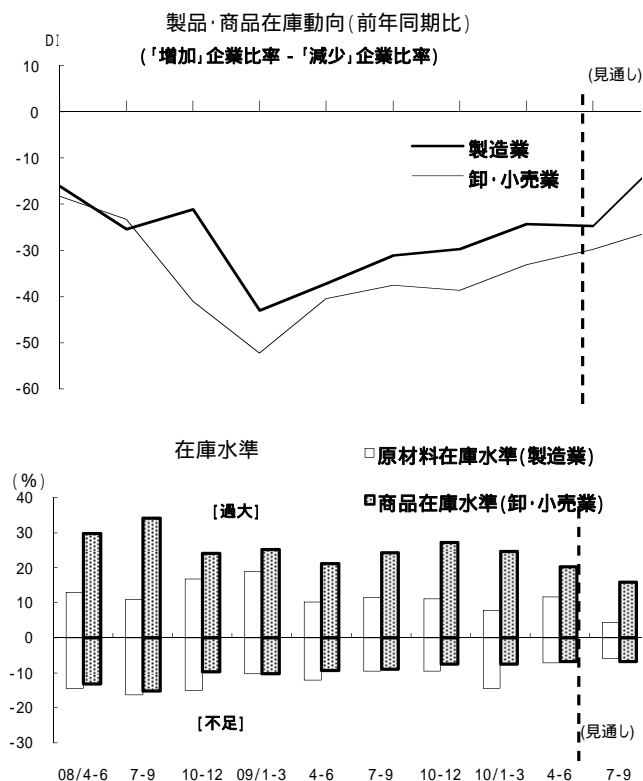 製品･商品在庫動向(前年同期比)
DI
(｢増加｣企業比率 - ｢減少｣企業比率)
(見通し)
10
0
-10
-20
-30
-40
-50
-60
製造業
卸･小売業
在庫水準
□原材料在庫水準(製造業)
(%)
[過大]
商品在庫水準(卸･小売業)
40
30
20
10
0
-10
-20
-30
[不足]
(見通し)
08/4-6 7-9 10-12 09/1-3 4-6 7-9 10-12 10/1-3 4-6 7-9